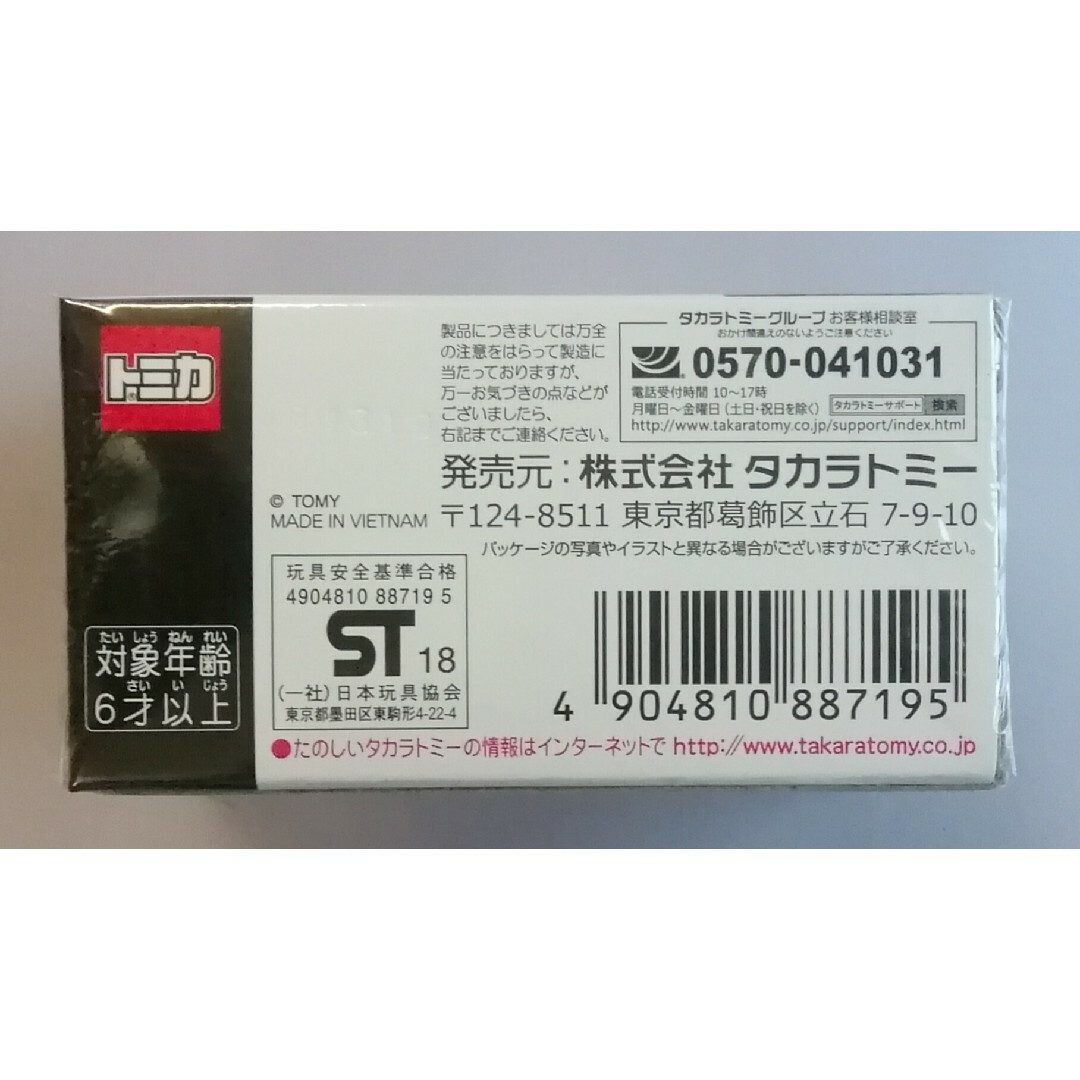 トミカ
®
製品につきましては万全
の注意をはらって製造に
当たっておりますが、
万一お気づきの点などが
ございましたら、
右記までご連絡ください。
タカラトミーグループ お客様相談室
おかけ間違えのないようご注意ください
0570-041031
電話受付時間 10〜17時
月曜日〜金曜日（土日・祝日を除く） タカラトミーサポート 検索
http://www.takaratomy.co.jp/support/index.html
発売元：株式会社 タカラトミー
© TOMY
MADE IN VIETNAM
〒124-8511 東京都葛飾区立石 7-9-10
パッケージの写真やイラストと異なる場合がございますがご了承ください。
玩具安全基準合格
4904810 88719 5
ST 18
(一社) 日本玩具協会
東京都墨田区東駒形4-22-4
たい しょう ねん れい
対象年齢
さい い じょう
6才以上
4 904810 887195
●たのしいタカラトミーの情報はインターネットで http://www.takaratomy.co.jp